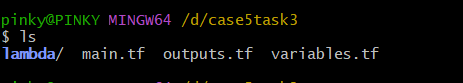 pinky@PINKY MINGW64 /d/case5task3
$ ls
lambda/  main.tf  outputs.tf  variables.tf